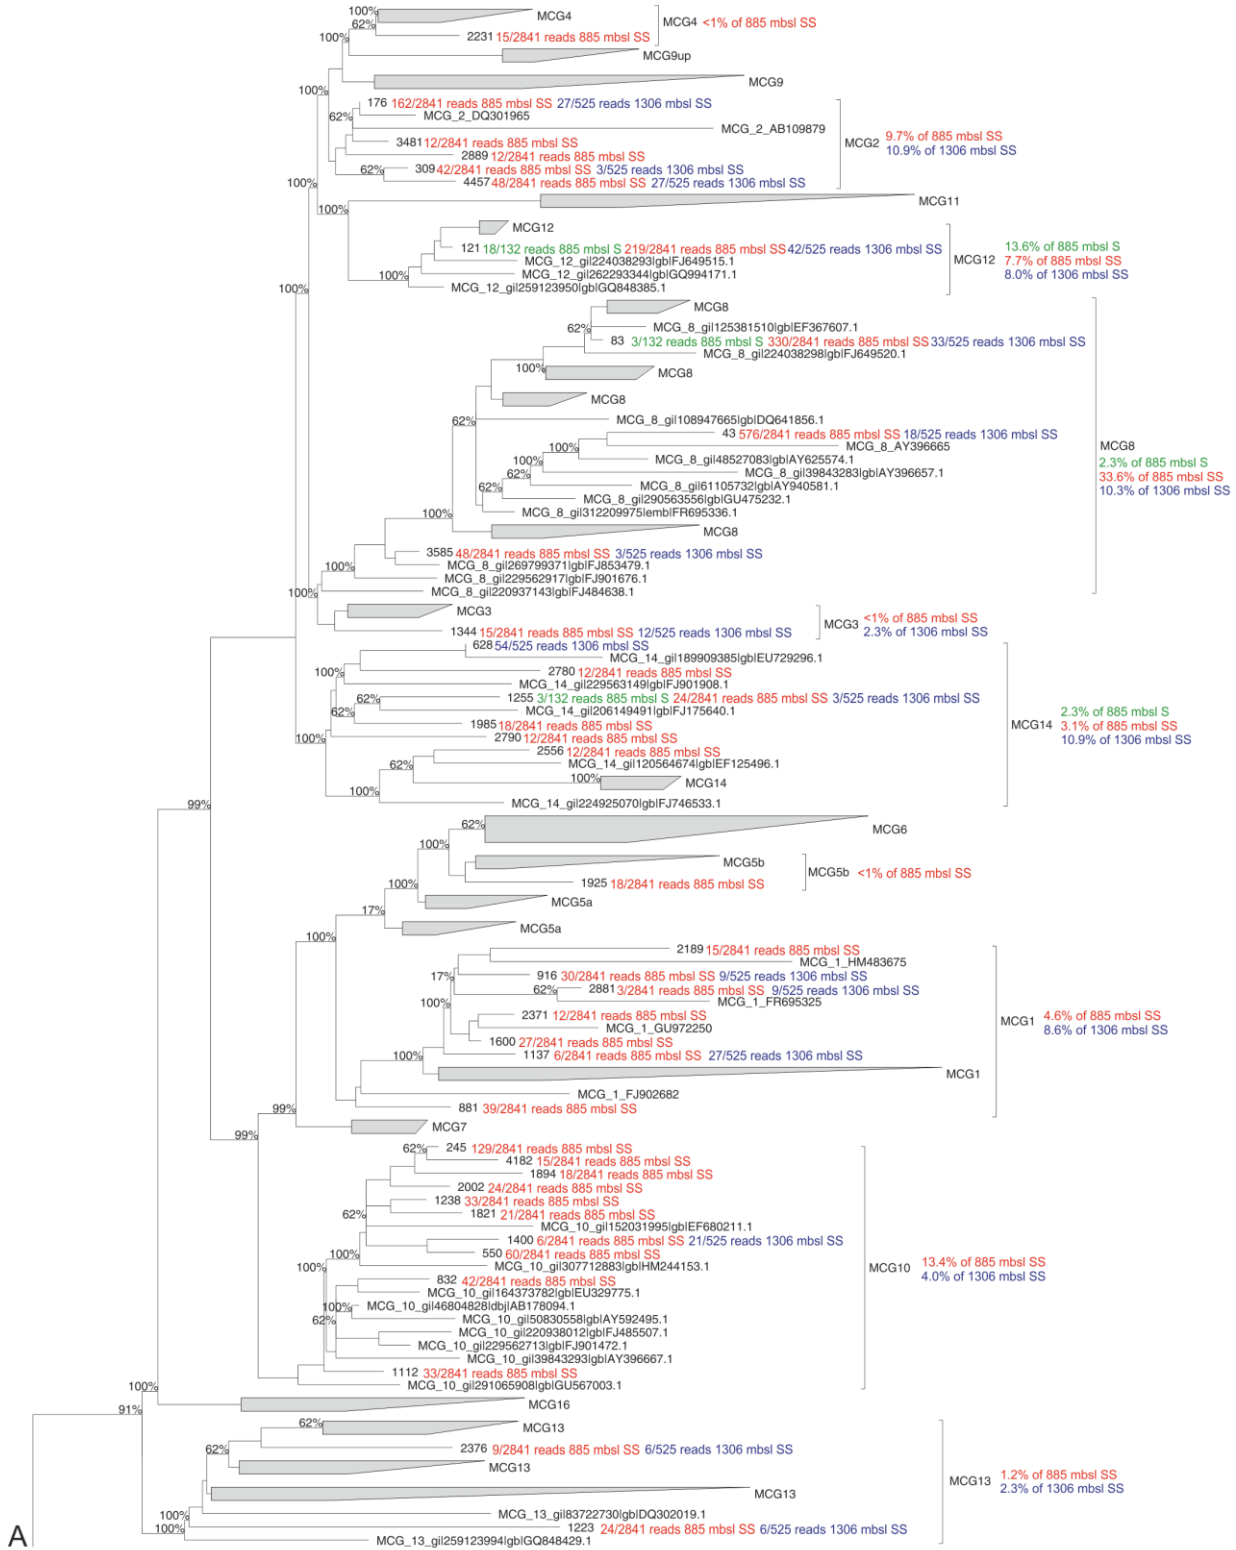 100% MCG4
62% MCG4 <1% of 885 mbsl SS
100% 2231 15/2841 reads 885 mbsl SS
MCG9up
MCG9
100%
176 162/2841 reads 885 mbsl SS 27/525 reads 1306 mbsl SS
62% MCG_2_DQ301965
MCG_2_AB109879
3481 12/2841 reads 885 mbsl SS
MCG2 9.7% of 885 mbsl SS
10.9% of 1306 mbsl SS
2889 12/2841 reads 885 mbsl SS
62% 309 42/2841 reads 885 mbsl SS 3/525 reads 1306 mbsl SS
100% 4457 48/2841 reads 885 mbsl SS 27/525 reads 1306 mbsl SS
MCG11
100%
MCG12
121 18/132 reads 885 mbsl S 219/2841 reads 885 mbsl SS 42/525 reads 1306 mbsl SS
MCG_12_gi|224038293|gb|FJ649515.1
MCG12 13.6% of 885 mbsl S
7.7% of 885 mbsl SS
8.0% of 1306 mbsl SS
100% MCG_12_gi|262293344|gb|GQ994171.1
100% MCG_12_gi|259123950|gb|GQ848385.1
MCG8
62% MCG_8_gi|125381510|gb|EF367607.1
83 3/132 reads 885 mbsl S 330/2841 reads 885 mbsl SS 33/525 reads 1306 mbsl SS
MCG_8_gi|224038298|gb|FJ649520.1
100% MCG8
MCG8
62% MCG_8_gi|108947665|gb|DQ641856.1
43 576/2841 reads 885 mbsl SS 18/525 reads 1306 mbsl SS
100% MCG_8_AY396665
MCG8
2.3% of 885 mbsl S
33.6% of 885 mbsl SS
10.3% of 1306 mbsl SS
100% MCG_8_gi|48527083|gb|AY625574.1
62% MCG_8_gi|39843283|gb|AY396657.1
62% MCG_8_gi|61105732|gb|AY940581.1
MCG_8_gi|290563556|gb|GU475232.1
100% MCG_8_gi|312209975|emb|FR695336.1
MCG8
3585 48/2841 reads 885 mbsl SS 3/525 reads 1306 mbsl SS
100% MCG_8_gi|269799371|gb|FJ853479.1
MCG_8_gi|229562917|gb|FJ901676.1
100% MCG_8_gi|220937143|gb|FJ484638.1
MCG3
MCG3 <1% of 885 mbsl SS
2.3% of 1306 mbsl SS
1344 15/2841 reads 885 mbsl SS 12/525 reads 1306 mbsl SS
628 54/525 reads 1306 mbsl SS
MCG_14_gi|189909385|gb|EU729296.1
100% 2780 12/2841 reads 885 mbsl SS
MCG_14_gi|229563149|gb|FJ901908.1
62% 1255 3/132 reads 885 mbsl S 24/2841 reads 885 mbsl SS 3/525 reads 1306 mbsl SS
62% MCG_14_gi|206149491|gb|FJ175640.1
1985 18/2841 reads 885 mbsl SS
MCG14 2.3% of 885 mbsl S
3.1% of 885 mbsl SS
10.9% of 1306 mbsl SS
100% 2790 12/2841 reads 885 mbsl SS
2556 12/2841 reads 885 mbsl SS
62% MCG_14_gi|120564674|gb|EF125496.1
100% MCG14
100% MCG_14_gi|224925070|gb|FJ746533.1
99%
62% MCG6
100%
MCG5b
MCG5b <1% of 885 mbsl SS
100% 1925 18/2841 reads 885 mbsl SS
MCG5a
17%
MCG5a
100%
2189 15/2841 reads 885 mbsl SS
MCG_1_HM483675
17% 916 30/2841 reads 885 mbsl SS 9/525 reads 1306 mbsl SS
62% 2881 3/2841 reads 885 mbsl SS 9/525 reads 1306 mbsl SS
100% MCG_1_FR695325
2371 12/2841 reads 885 mbsl SS
MCG1 4.6% of 885 mbsl SS
8.6% of 1306 mbsl SS
MCG_1_GU972250
1600 27/2841 reads 885 mbsl SS
100% 1137 6/2841 reads 885 mbsl SS 27/525 reads 1306 mbsl SS
MCG1
MCG_1_FJ902682
99% 881 39/2841 reads 885 mbsl SS
MCG7
99%
62% 245 129/2841 reads 885 mbsl SS
4182 15/2841 reads 885 mbsl SS
1894 18/2841 reads 885 mbsl SS
2002 24/2841 reads 885 mbsl SS
1238 33/2841 reads 885 mbsl SS
62% 1821 21/2841 reads 885 mbsl SS
MCG_10_gi|152031995|gb|EF680211.1
1400 6/2841 reads 885 mbsl SS 21/525 reads 1306 mbsl SS
100% 550 60/2841 reads 885 mbsl SS
100% MCG_10_gi|307712883|gb|HM244153.1
MCG10 13.4% of 885 mbsl SS
4.0% of 1306 mbsl SS
832 42/2841 reads 885 mbsl SS
MCG_10_gi|164373782|gb|EU329775.1
100% MCG_10_gi|46804828|dbj|AB178094.1
62% MCG_10_gi|50830558|gb|AY592495.1
MCG_10_gi|220938012|gb|FJ485507.1
MCG_10_gi|229562713|gb|FJ901472.1
MCG_10_gi|39843293|gb|AY396667.1
1112 33/2841 reads 885 mbsl SS
100% MCG_10_gi|291065908|gb|GU567003.1
MCG16
91%
62% MCG13
62% 2376 9/2841 reads 885 mbsl SS 6/525 reads 1306 mbsl SS
MCG13
MCG13 1.2% of 885 mbsl SS
2.3% of 1306 mbsl SS
MCG13
100% MCG_13_gi|83722730|gb|DQ302019.1
100% 1223 24/2841 reads 885 mbsl SS 6/525 reads 1306 mbsl SS
MCG_13_gi|259123994|gb|GQ848429.1
A